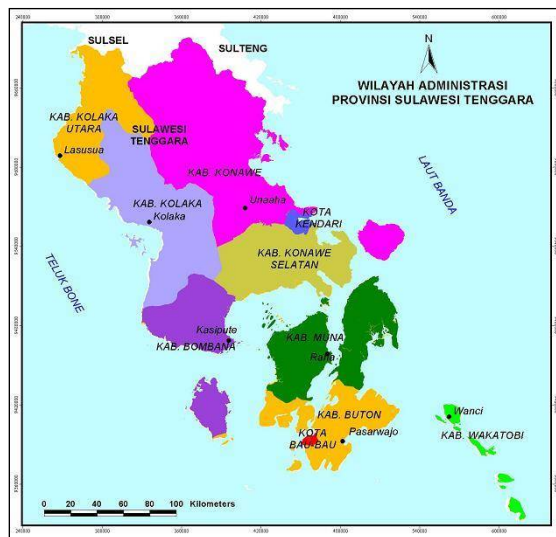 SULSEL
SULTENG
N
WILAYAH ADMINISTRASI
PROVINSI SULAWESI TENGGARA
KAB. KOLAKA
UTARA
SULAWESI
TENGGARA
Lasusua
KAB. KONAWE
KAB. KOLAKA
Kolaka
Unaaha
KOTA
KENDARI
LAUT BANDA
KAB. KONAWE
SELATAN
TELUK BONE
Kasipute
KAB. BOMBANA
KAB. MUNA
Raha
KAB. BUTON
KOTA
BAU-BAU
Pasarwajo
Wanci
KAB. WAKATOBI
0 20 40 60 80 100 Kilometers